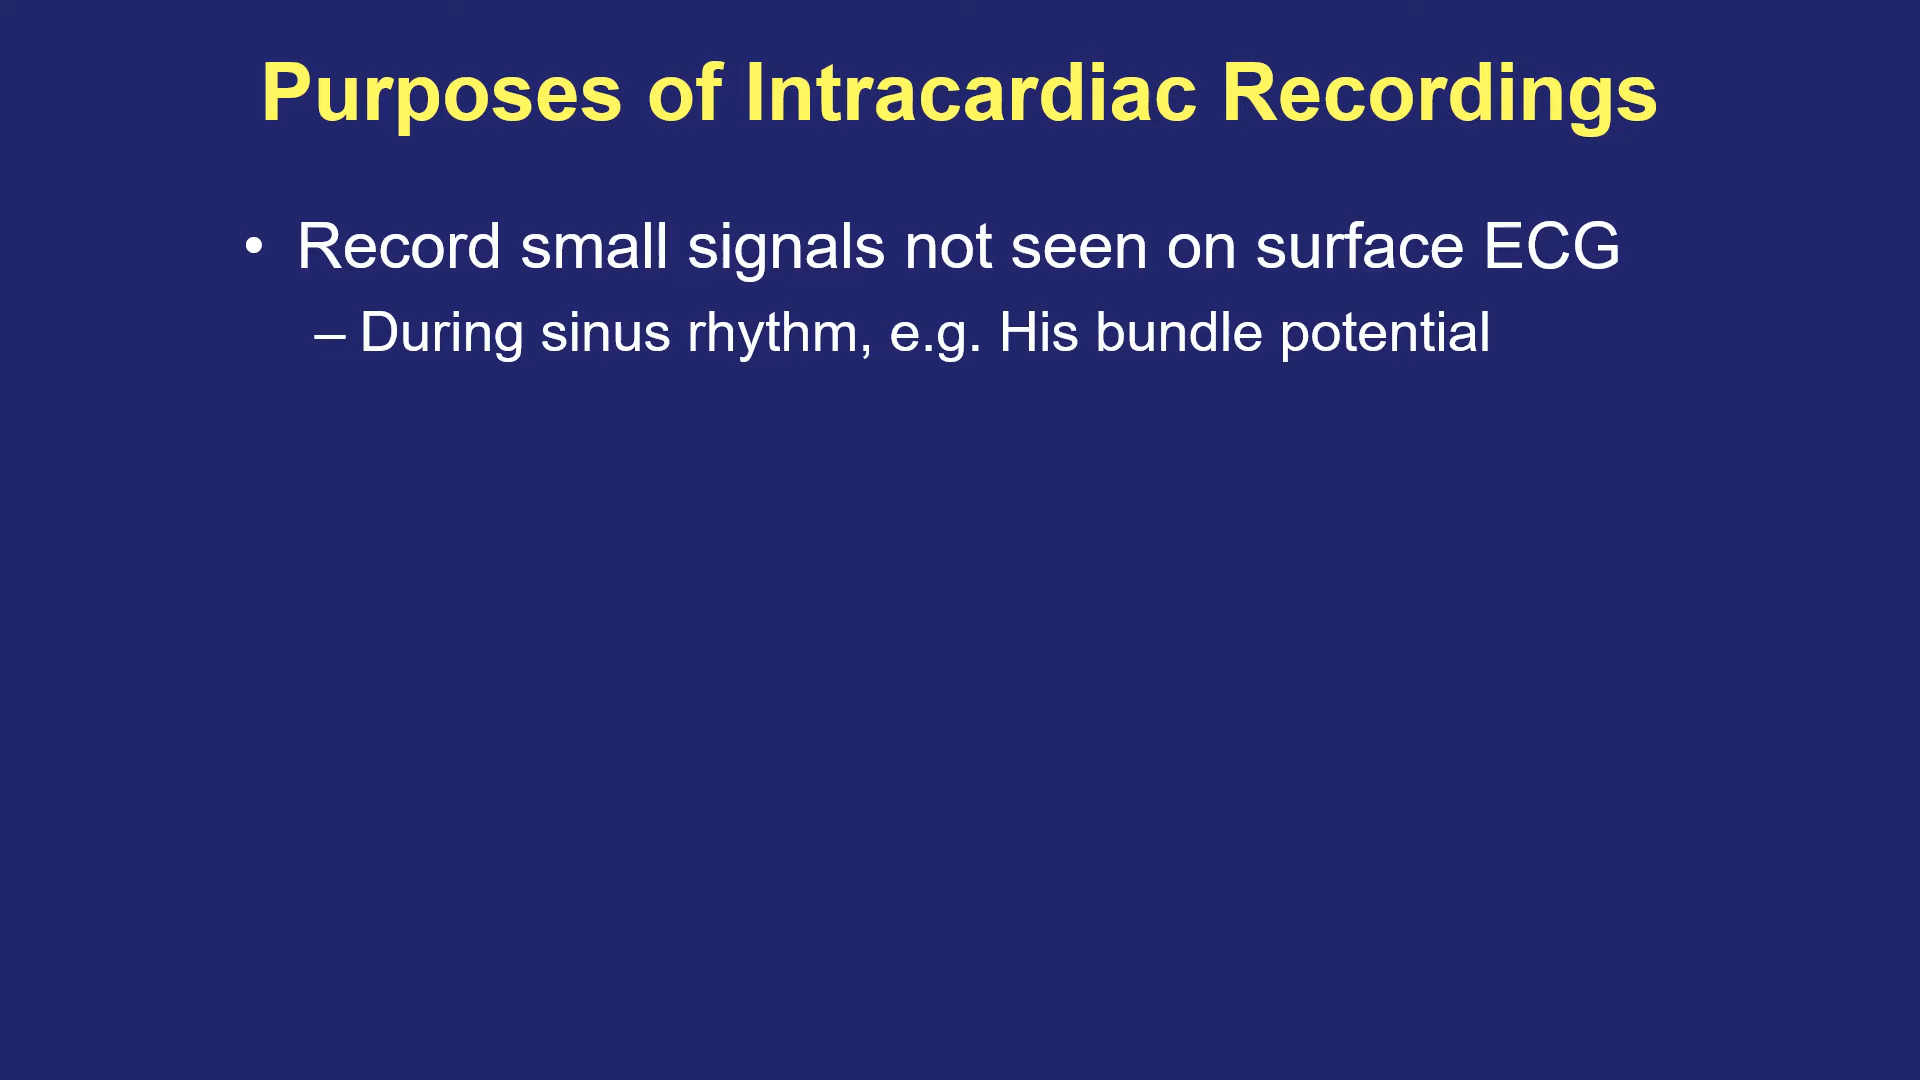 Purposes of Intracardiac Recordings
• Record small signals not seen on surface ECG
– During sinus rhythm, e.g. His bundle potential